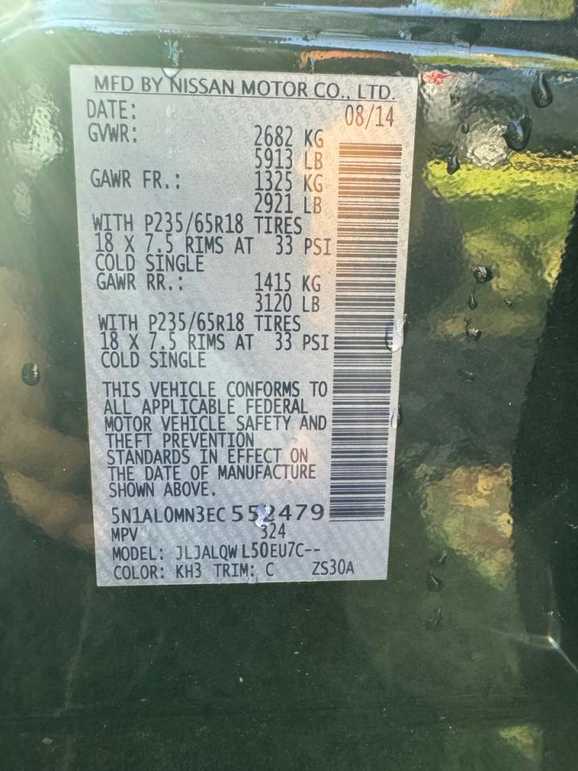 MFD BY NISSAN MOTOR CO., LTD.
DATE: 08/14
GVWR: 2682 KG
5913 LB
GAWR FR.: 1325 KG
2921 LB
WITH P235/65R18 TIRES
18 X 7.5 RIMS AT 33 PSI
COLD SINGLE
GAWR RR.: 1415 KG
3120 LB
WITH P235/65R18 TIRES
18 X 7.5 RIMS AT 33 PSI
COLD SINGLE
THIS VEHICLE CONFORMS TO
ALL APPLICABLE FEDERAL
MOTOR VEHICLE SAFETY AND
THEFT PREVENTION
STANDARDS IN EFFECT ON
THE DATE OF MANUFACTURE
SHOWN ABOVE.
5N1AL0MN3EC 552479
MPV 324
MODEL: JLJALQW L50EU7C--
COLOR: KH3 TRIM: C ZS30A